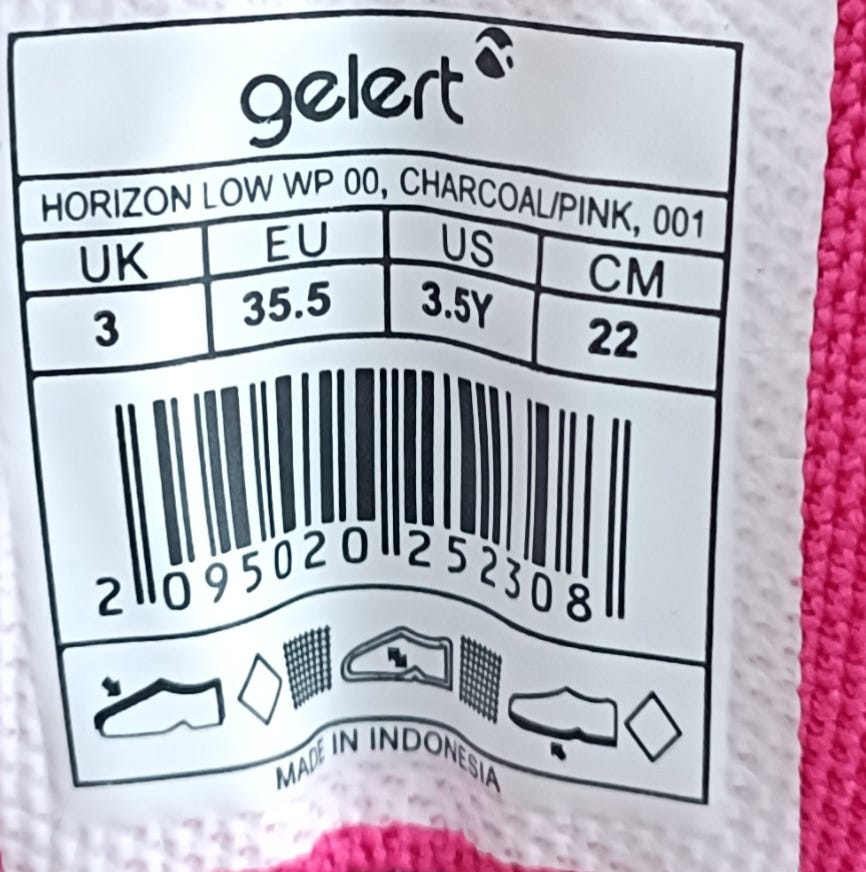 gelert
HORIZON LOW WP 00, CHARCOAL/PINK, 001
UK EU US CM
3 35.5 3.5Y 22
2 095020 252308
MADE IN INDONESIA